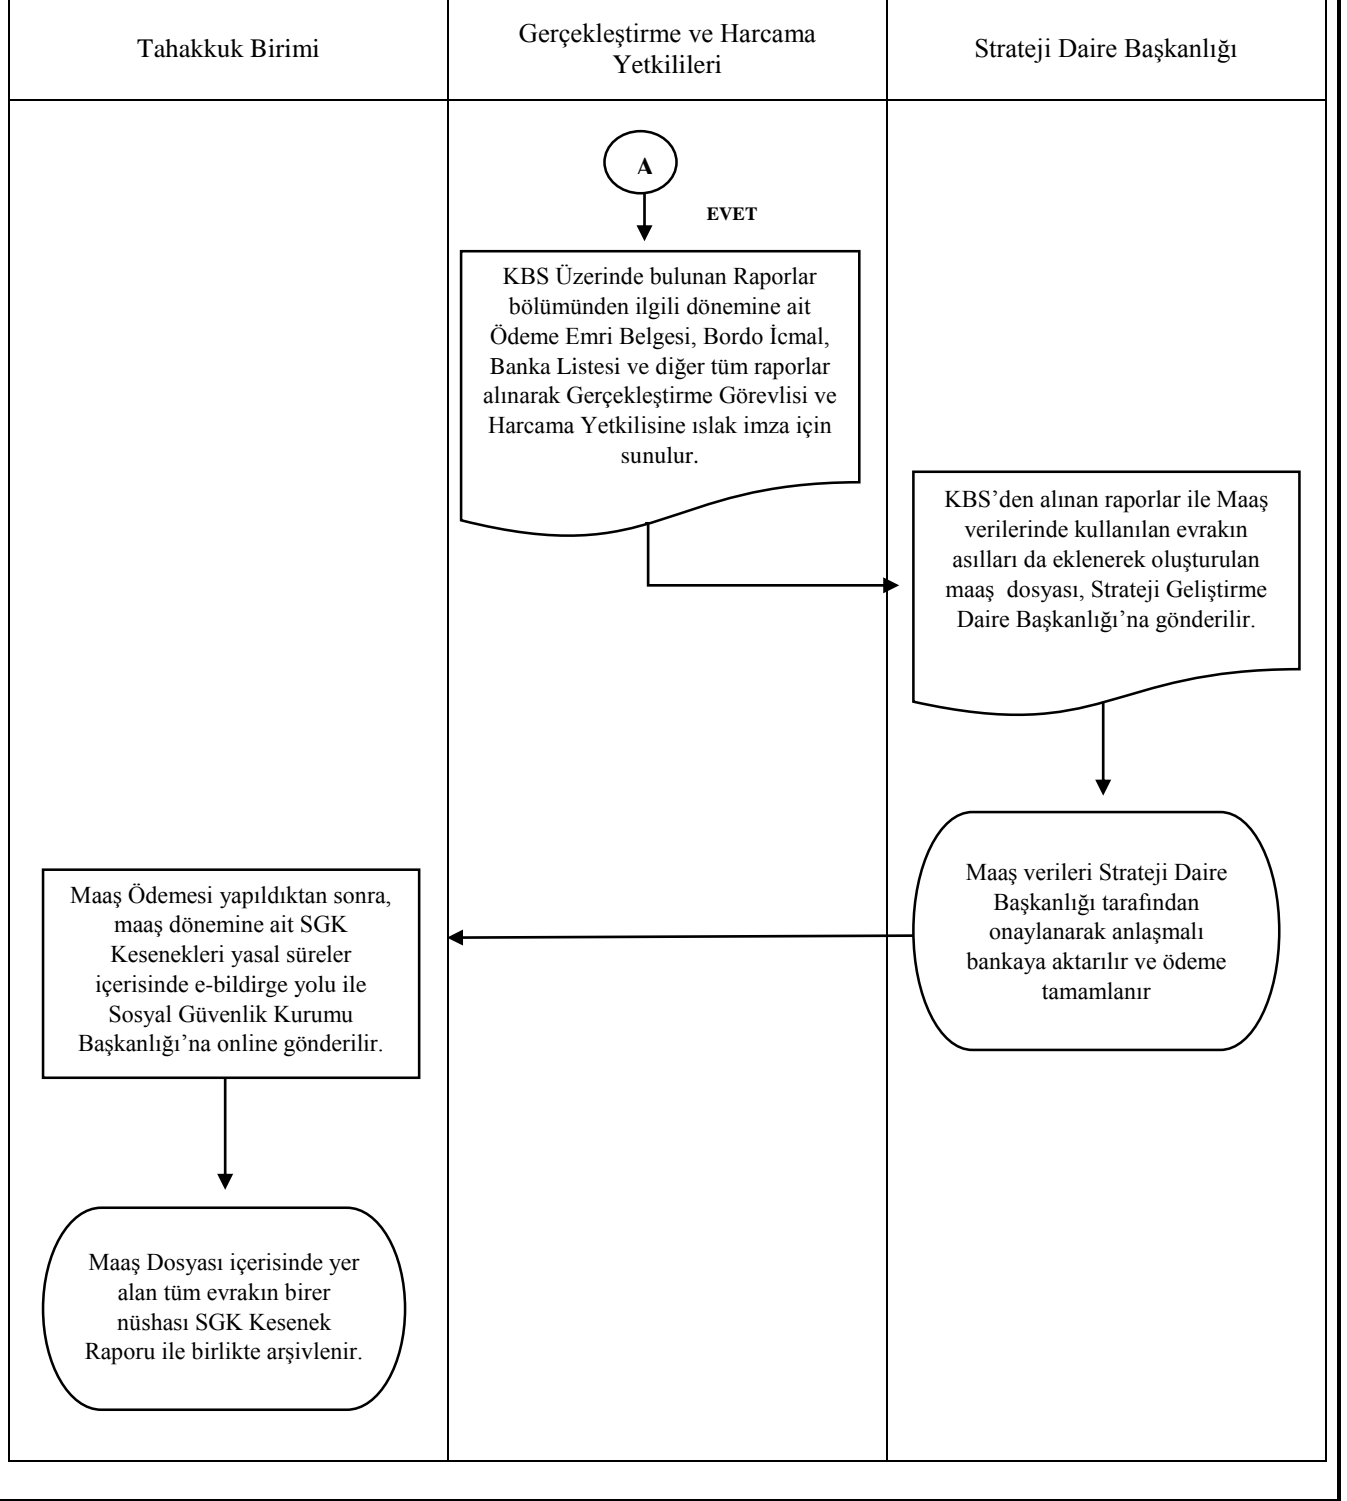 Tahakkuk Birimi
Gerçekleştirme ve Harcama
Yetkilileri
Strateji Daire Başkanlığı
A
EVET
KBS Üzerinde bulunan Raporlar
bölümünden ilgili dönemine ait
Ödeme Emri Belgesi, Bordo İcmal,
Banka Listesi ve diğer tüm raporlar
alınarak Gerçekleştirme Görevlisi ve
Harcama Yetkilisine ıslak imza için
sunulur.
KBS’den alınan raporlar ile Maaş
verilerinde kullanılan evrakın
asılları da eklenerek oluşturulan
maaş dosyası, Strateji Geliştirme
Daire Başkanlığı’na gönderilir.
Maaş verileri Strateji Daire
Başkanlığı tarafından
onaylanarak anlaşmalı
bankaya aktarılır ve ödeme
tamamlanır
Maaş Ödemesi yapıldıktan sonra,
maaş dönemine ait SGK
Kesenekleri yasal süreler
içerisinde e-bildirge yolu ile
Sosyal Güvenlik Kurumu
Başkanlığı’na online gönderilir.
Maaş Dosyası içerisinde yer
alan tüm evrakın birer
nüshası SGK Kesenek
Raporu ile birlikte arşivlenir.